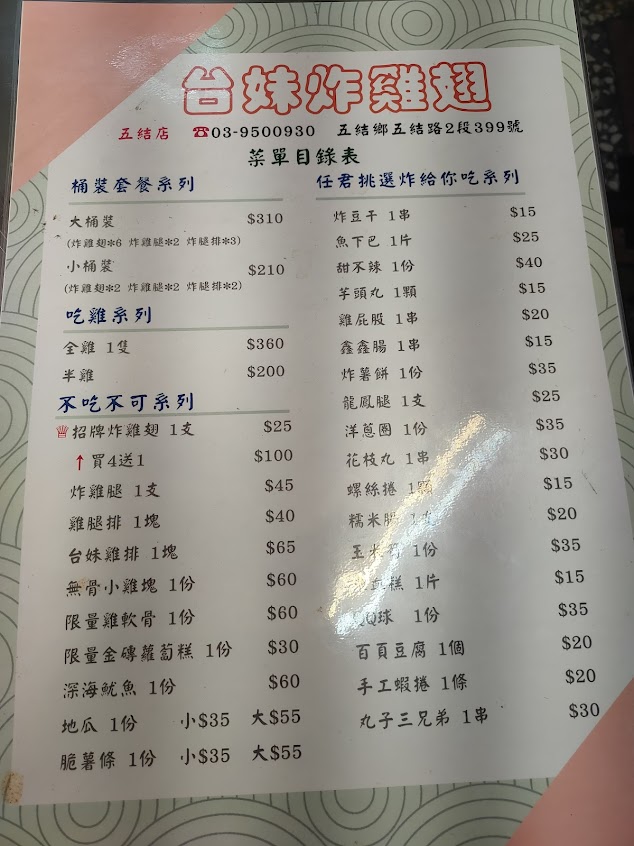 台妹炸雞翅
五結店 ☎03-9500930 五結鄉五結路2段399號
菜單目錄表
桶裝套餐系列
大桶裝 $310
(炸雞翅*6 炸雞腿*2 炸腿排*3)
小桶裝 $210
(炸雞翅*2 炸雞腿*2 炸腿排*2)
吃雞系列
全雞 1隻 $360
半雞 $200
不吃不可系列
招牌炸雞翅 1支 $25
↑買4送1 $100
炸雞腿 1支 $45
雞腿排 1塊 $40
台妹雞排 1塊 $65
無骨小雞塊 1份 $60
限量雞軟骨 1份 $60
限量金磚蘿蔔糕 1份 $30
深海魷魚 1份 $60
地瓜 1份 小$35 大$55
脆薯條 1份 小$35 大$55
任君挑選炸給你吃系列
炸豆干 1串 $15
魚下巴 1片 $25
甜不辣 1份 $40
芋頭丸 1顆 $15
雞屁股 1串 $20
鑫鑫腸 1串 $15
炸薯餅 1份 $35
龍鳳腿 1支 $25
洋蔥圈 1份 $35
花枝丸 1串 $30
螺絲捲 1顆 $15
糯米腸 1支 $20
玉米 1份 $35
糕 1片 $15
Q球 1份 $35
百頁豆腐 1個 $20
手工蝦捲 1條 $20
丸子三兄弟 1串 $30